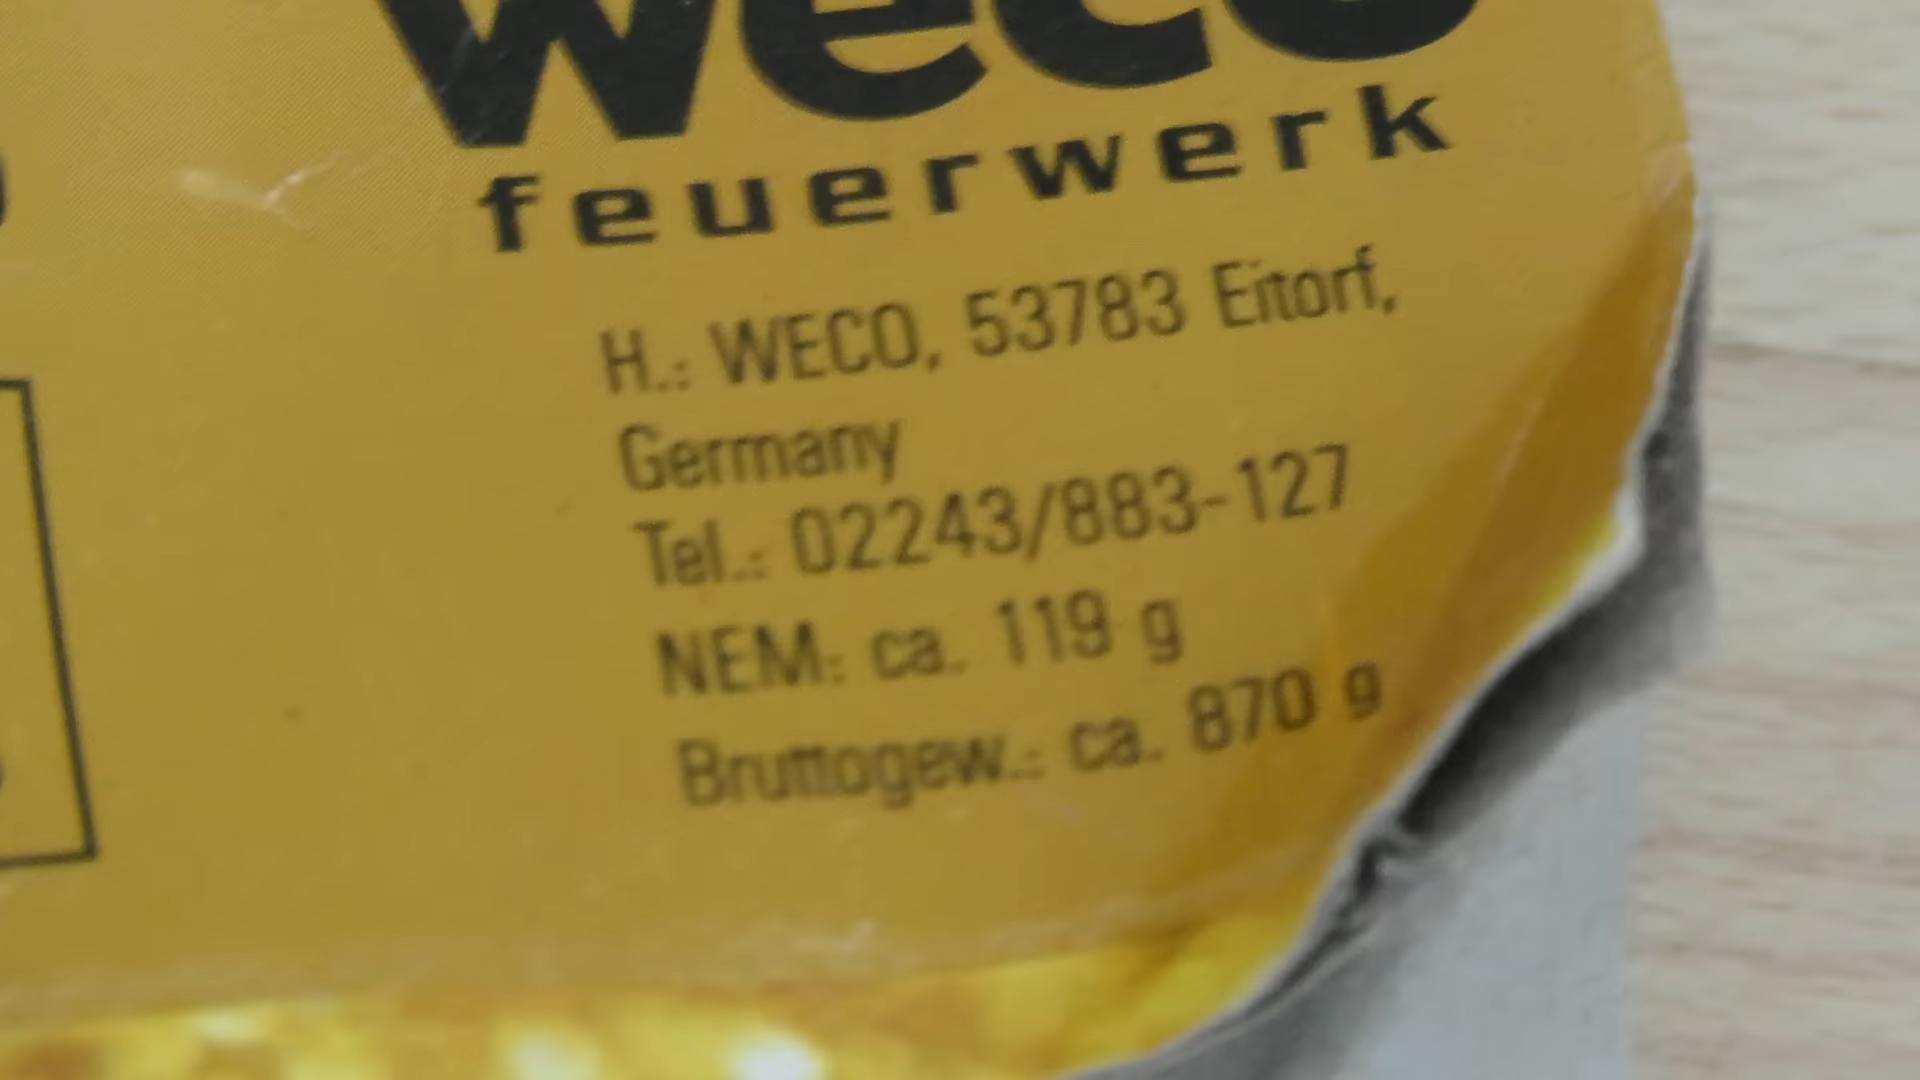 weco
feuerwerk
H.: WECO, 53783 Eitorf,
Germany
Tel.: 02243/883-127
NEM: ca. 119 g
Bruttogew.: ca. 870 g